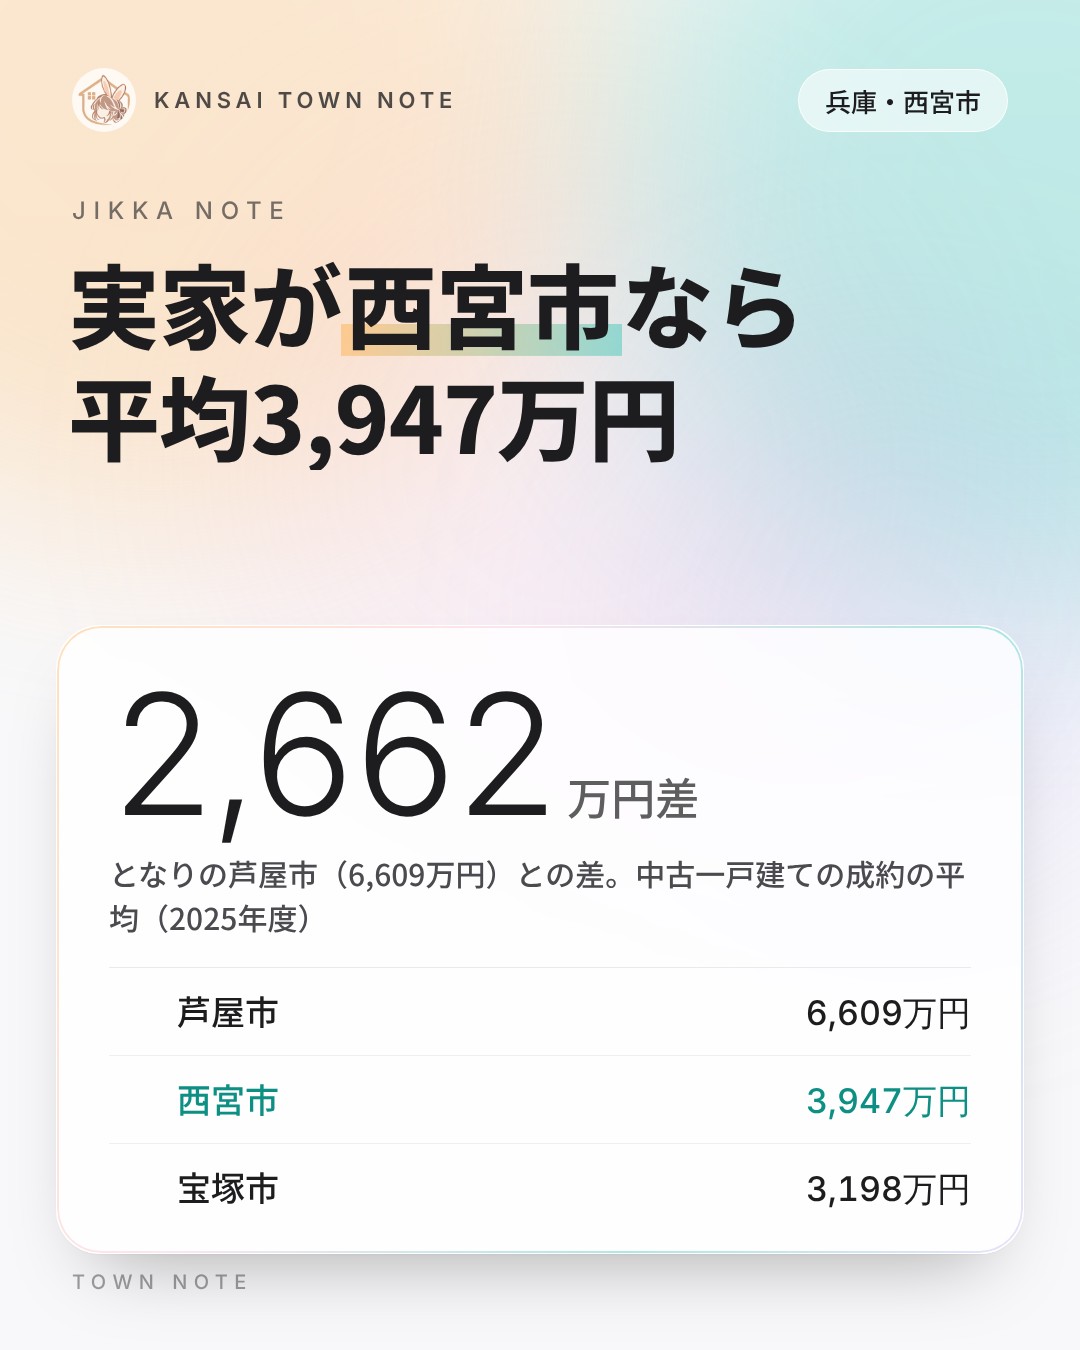 KANSAI TOWN NOTE
兵庫・西宮市
JIKKA NOTE
実家が西宮市なら
平均3,947万円
2,662万円差
となりの芦屋市（6,609万円）との差。中古一戸建ての成約の平
均（2025年度）
芦屋市 6,609万円
西宮市 3,947万円
宝塚市 3,198万円
TOWN NOTE